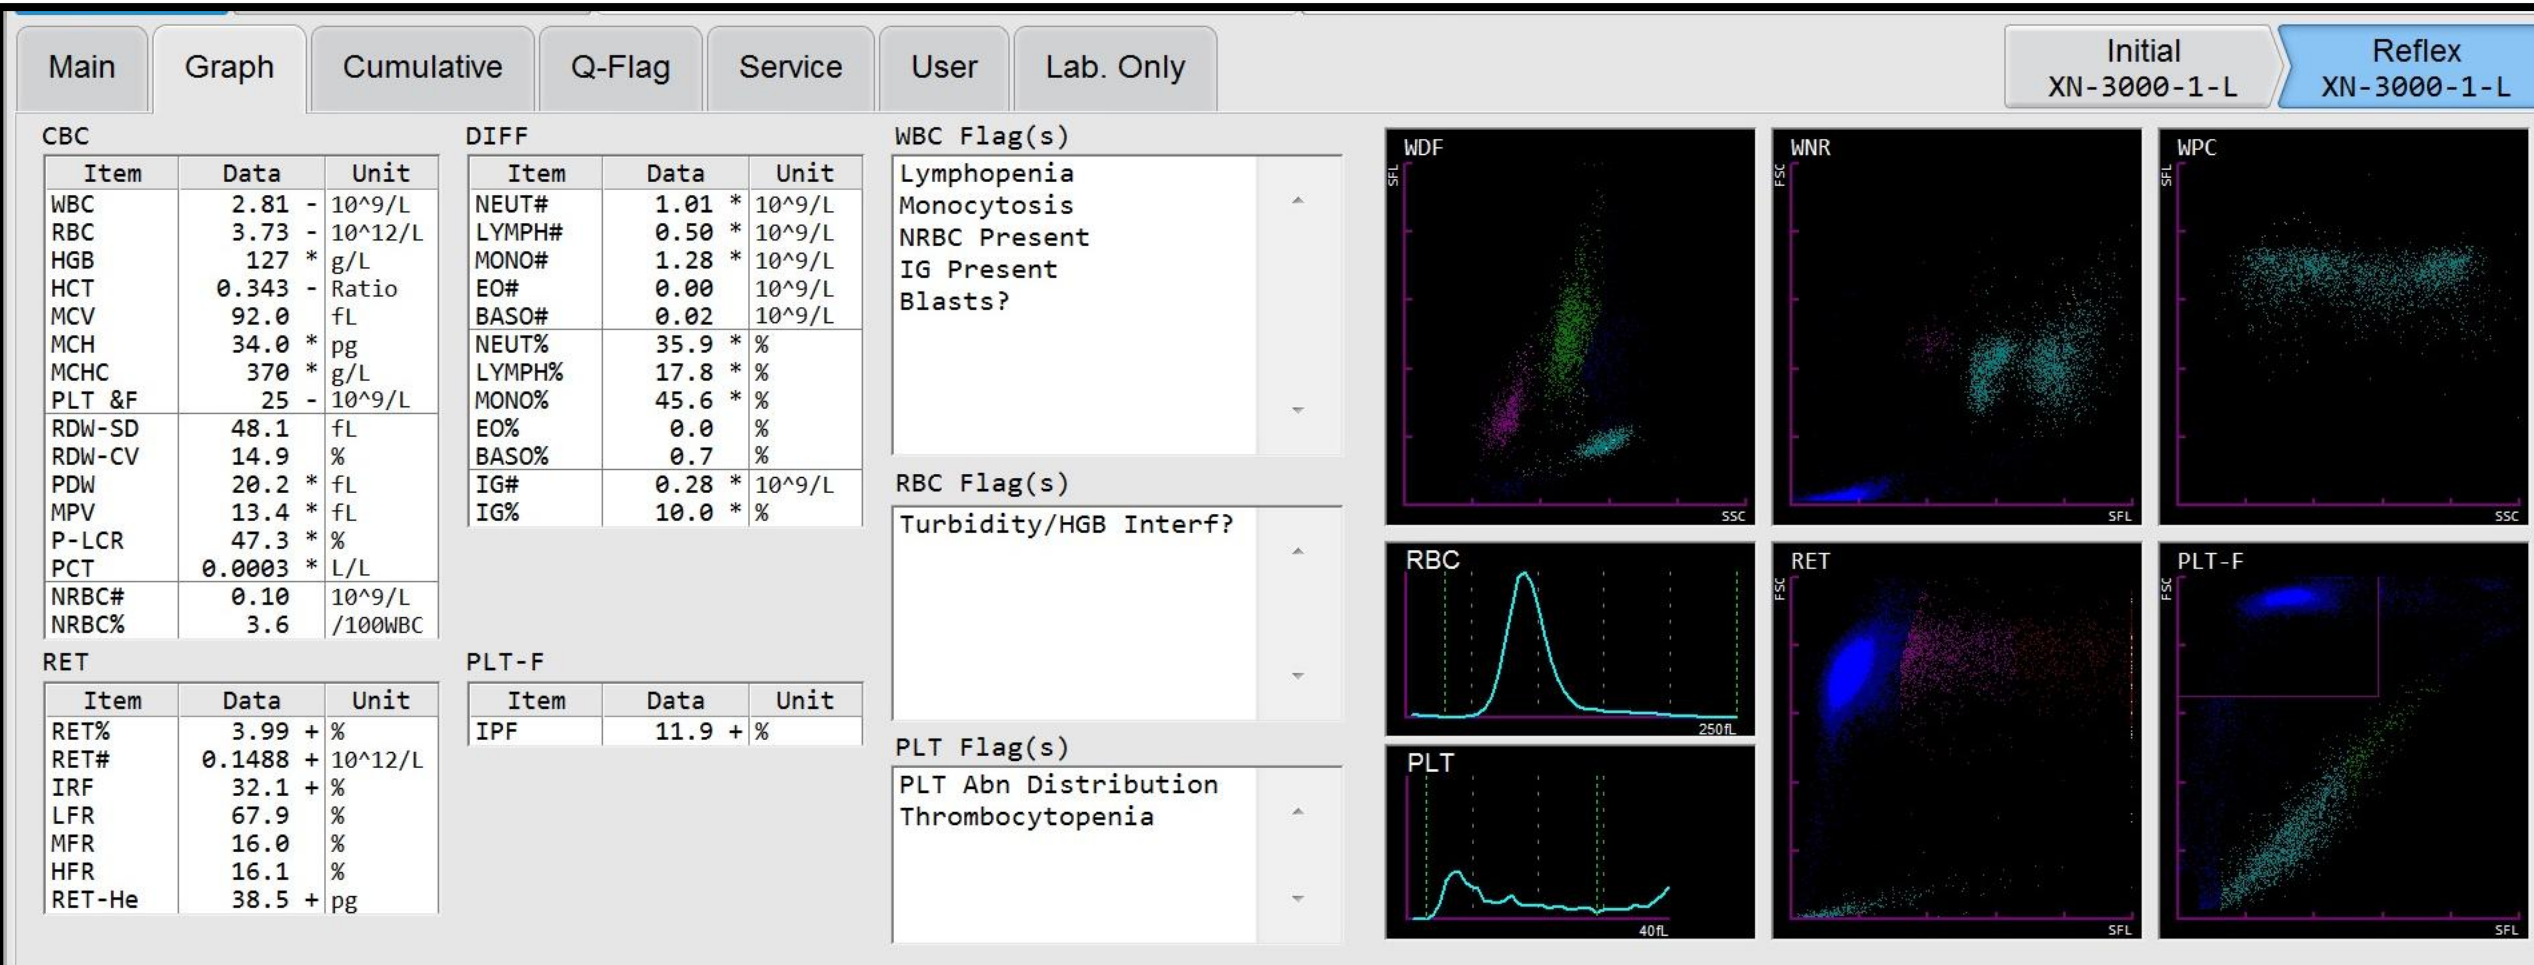 Main Graph Cumulative Q-Flag Service User Lab. Only
Initial
XN-3000-1-L
Reflex
XN-3000-1-L
CBC
Item Data Unit
WBC 2.81 - 10^9/L
RBC 3.73 - 10^12/L
HGB 127 * g/L
HCT 0.343 - Ratio
MCV 92.0 fL
MCH 34.0 * pg
MCHC 370 * g/L
PLT &F 25 - 10^9/L
RDW-SD 48.1 fL
RDW-CV 14.9 %
PDW 20.2 * fL
MPV 13.4 * fL
P-LCR 47.3 * %
PCT 0.0003 * L/L
NRBC# 0.10 10^9/L
NRBC% 3.6 /100WBC
RET
Item Data Unit
RET% 3.99 + %
RET# 0.1488 + 10^12/L
IRF 32.1 + %
LFR 67.9 %
MFR 16.0 %
HFR 16.1 %
RET-He 38.5 + pg
DIFF
Item Data Unit
NEUT# 1.01 * 10^9/L
LYMPH# 0.50 * 10^9/L
MONO# 1.28 * 10^9/L
EO# 0.00 10^9/L
BASO# 0.02 10^9/L
NEUT% 35.9 * %
LYMPH% 17.8 * %
MONO% 45.6 * %
EO% 0.0 %
BASO% 0.7 %
IG# 0.28 * 10^9/L
IG% 10.0 * %
PLT-F
Item Data Unit
IPF 11.9 + %
WBC Flag(s)
Lymphopenia
Monocytosis
NRBC Present
IG Present
Blasts?
RBC Flag(s)
Turbidity/HGB Interf?
PLT Flag(s)
PLT Abn Distribution
Thrombocytopenia
WDF
SFL
SSC
WNR
FSC
SFL
WPC
SFL
SSC
RBC
250fL
PLT
40fL
RET
FSC
SFL
PLT-F
FSC
SFL